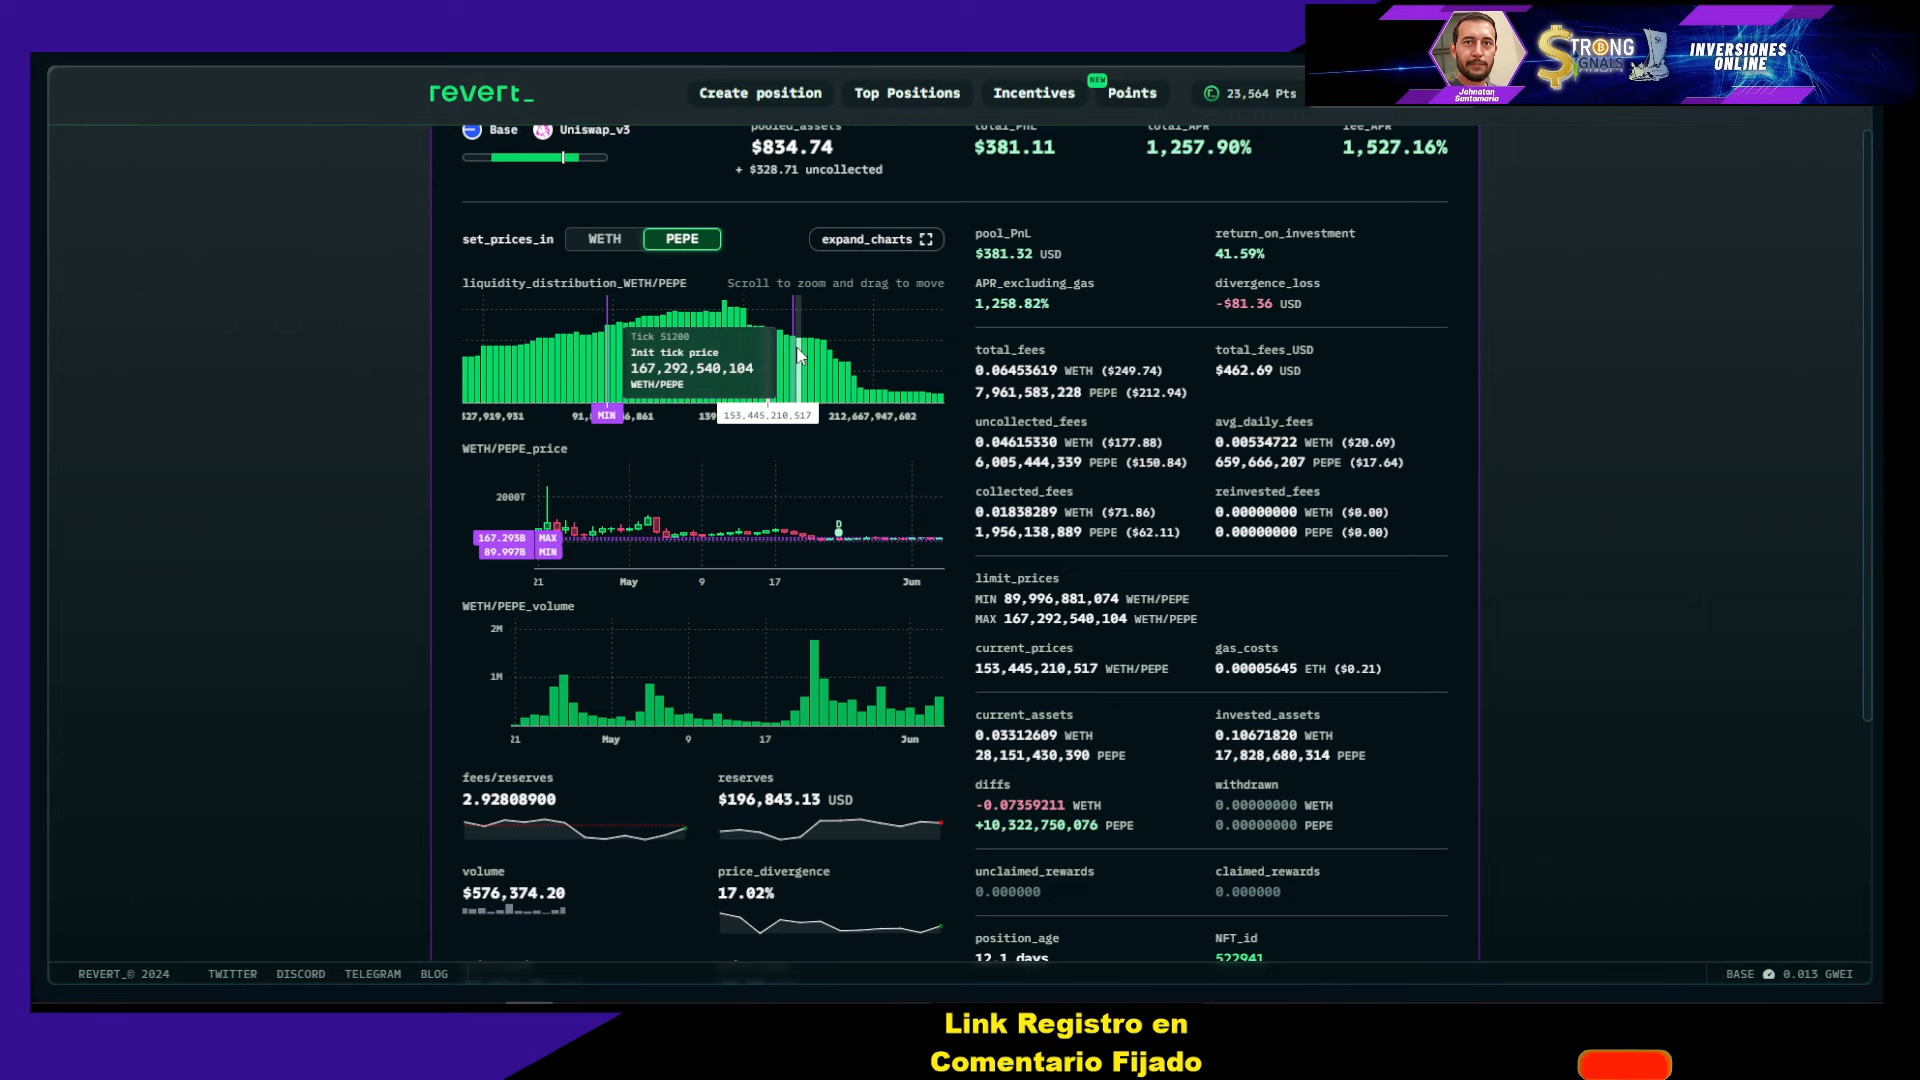 STRONG
SIGNALS
Johnatan
Santamaria
INVERSIONES
ONLINE
revert_
Create position
Top Positions
Incentives
NEW
Points
23,564 Pts
Base
Uniswap_v3
pooled_assets
$834.74
+ $328.71 uncollected
total_PnL
$381.11
total_APR
1,257.90%
fee_APR
1,527.16%
set_prices_in
WETH
PEPE
expand_charts
liquidity_distribution_WETH/PEPE
Scroll to zoom and drag to move
Tick 51200
Init tick price
167,292,540,104
WETH/PEPE
MIN
153,445,210,517
212,667,947,602
WETH/PEPE_price
2000T
167.293B MAX
89.997B MIN
D
21 May 9 17 Jun
WETH/PEPE_volume
2M
1M
21 May 9 17 Jun
fees/reserves
2.92808900
reserves
$196,843.13 USD
volume
$576,374.20
price_divergence
17.02%
pool_PnL
$381.32 USD
return_on_investment
41.59%
APR_excluding_gas
1,258.82%
divergence_loss
-$81.36 USD
total_fees
0.06453619 WETH ($249.74)
7,961,583,228 PEPE ($212.94)
total_fees_USD
$462.69 USD
uncollected_fees
0.04615330 WETH ($177.88)
6,005,444,339 PEPE ($150.84)
avg_daily_fees
0.00534722 WETH ($20.69)
659,666,207 PEPE ($17.64)
collected_fees
0.01838289 WETH ($71.86)
1,956,138,889 PEPE ($62.11)
reinvested_fees
0.00000000 WETH ($0.00)
0.00000000 PEPE ($0.00)
limit_prices
MIN 89,996,881,074 WETH/PEPE
MAX 167,292,540,104 WETH/PEPE
current_prices
153,445,210,517 WETH/PEPE
gas_costs
0.00005645 ETH ($0.21)
current_assets
0.03312609 WETH
28,151,430,390 PEPE
invested_assets
0.10671820 WETH
17,828,680,314 PEPE
diffs
-0.07359211 WETH
+10,322,750,076 PEPE
withdrawn
0.00000000 WETH
0.00000000 PEPE
unclaimed_rewards
0.000000
claimed_rewards
0.000000
position_age
12.1 days
NFT_id
522941
REVERT_© 2024
TWITTER
DISCORD
TELEGRAM
BLOG
BASE
0.013 GWEI
Link Registro en
Comentario Fijado